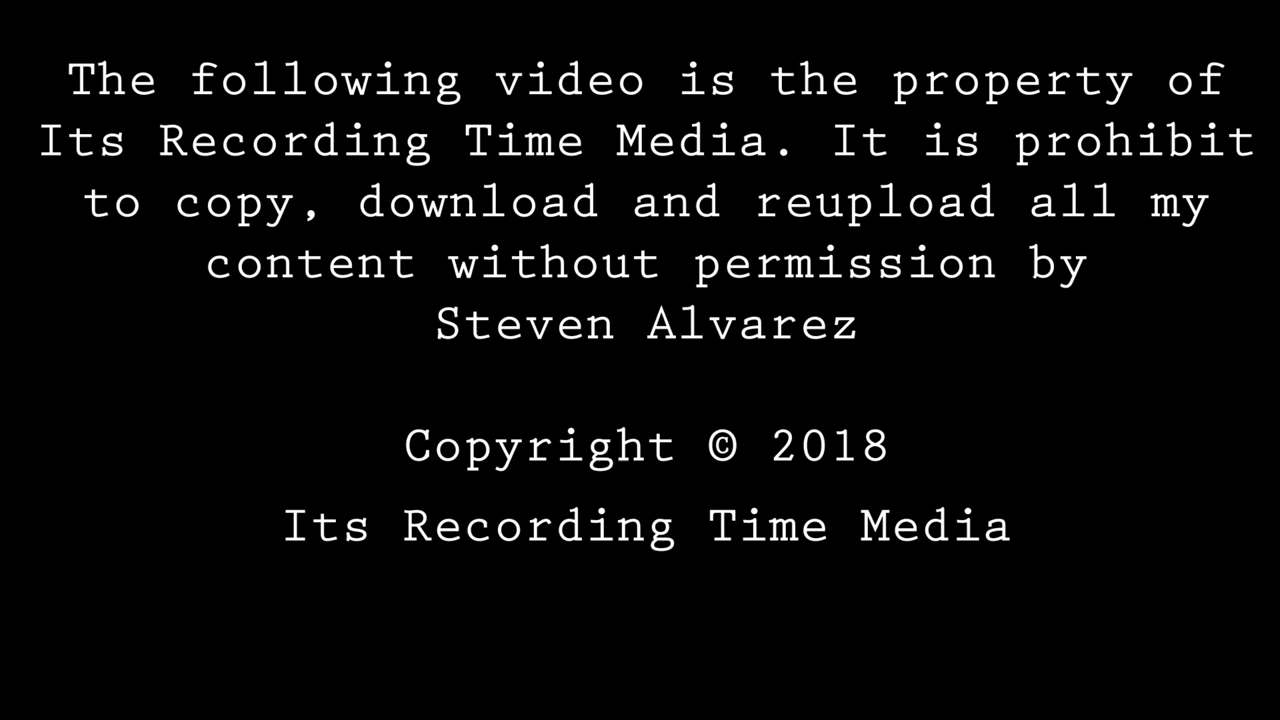 The following video is the property of
Its Recording Time Media. It is prohibit
to copy, download and reupload all my
content without permission by
Steven Alvarez
Copyright © 2018
Its Recording Time Media